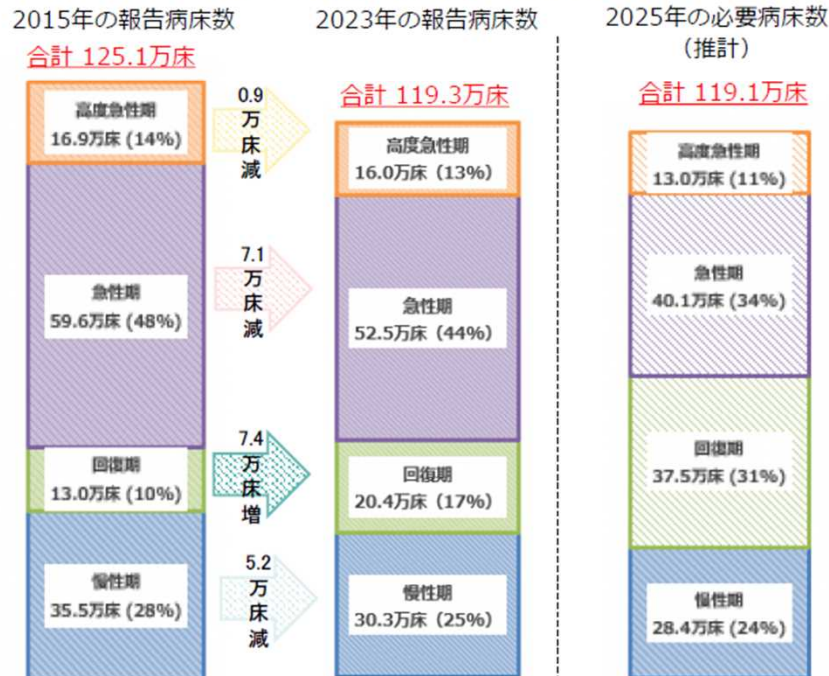 2015年の報告病床数
合計 125.1万床
高度急性期
16.9万床 (14%)
急性期
59.6万床 (48%)
回復期
13.0万床 (10%)
慢性期
35.5万床 (28%)
0.9
万
床
減
7.1
万
床
減
7.4
万
床
増
5.2
万
床
減
2023年の報告病床数
合計 119.3万床
高度急性期
16.0万床（13%）
急性期
52.5万床（44%）
回復期
20.4万床（17%）
慢性期
30.3万床（25%）
2025年の必要病床数
（推計）
合計 119.1万床
高度急性期
13.0万床 (11%)
急性期
40.1万床 (34%)
回復期
37.5万床 (31%)
慢性期
28.4万床 (24%)